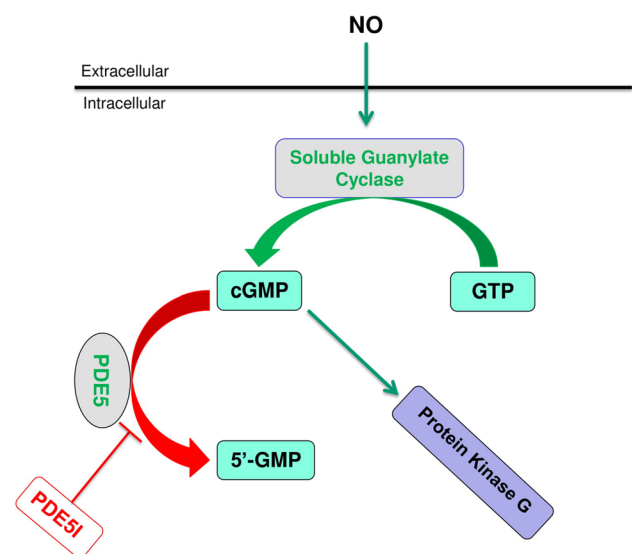 NO
Extracellular
Intracellular
Soluble Guanylate
Cyclase
cGMP
GTP
PDE5
Protein Kinase G
5’-GMP
PDE5I